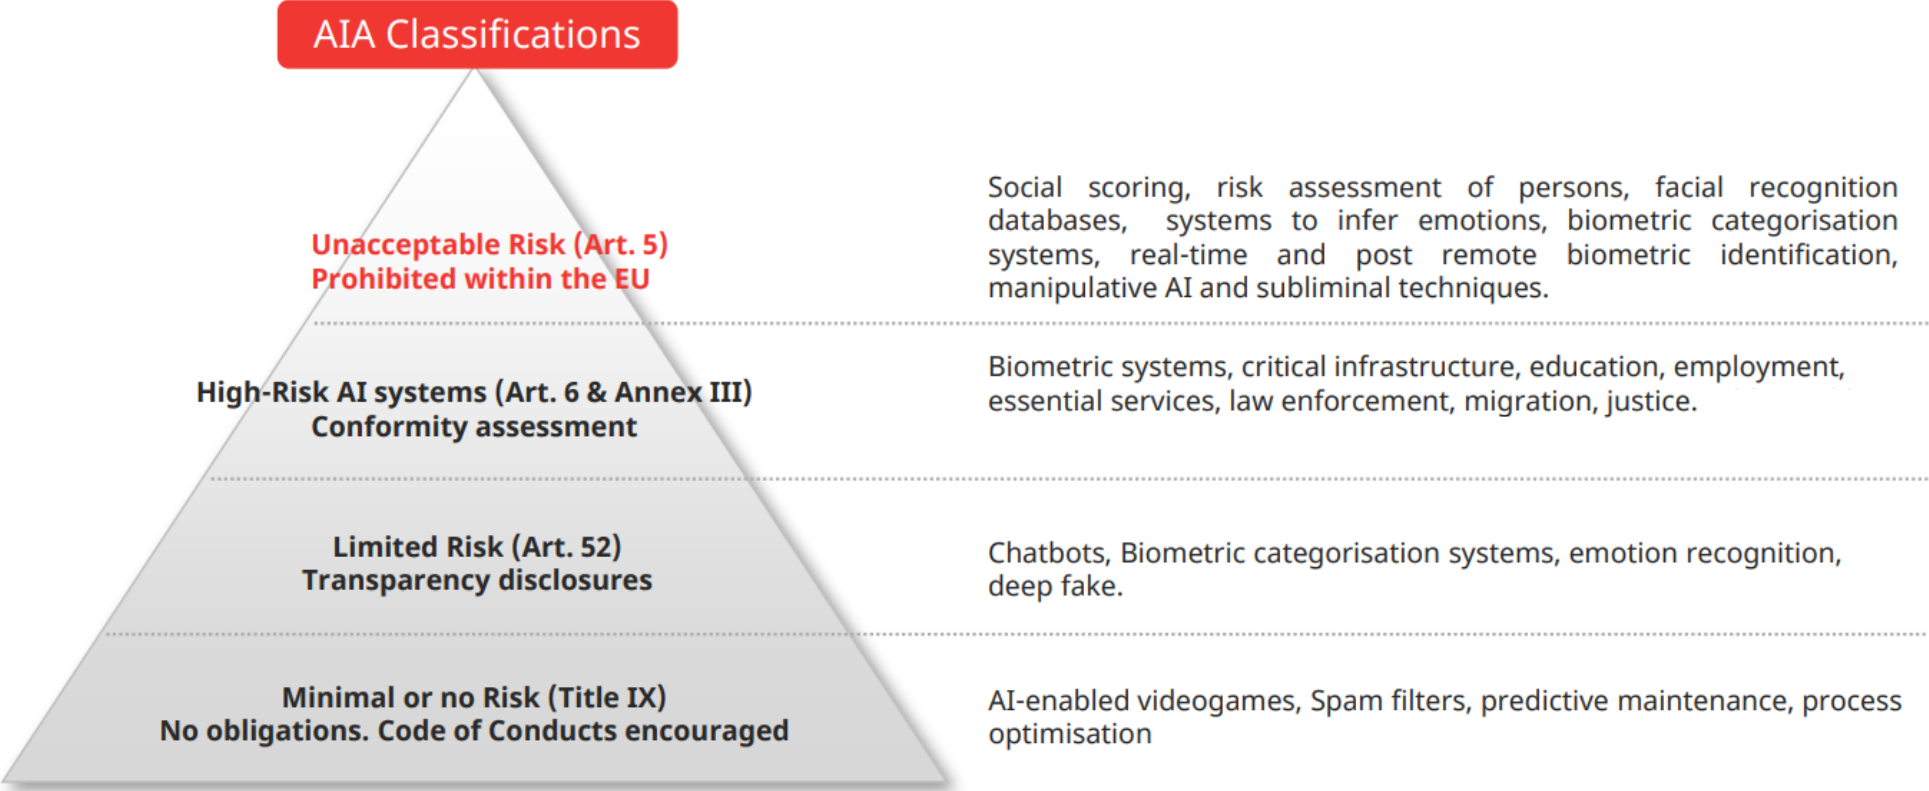 AIA Classifications
Unacceptable Risk (Art. 5)
Prohibited within the EU
Social scoring, risk assessment of persons, facial recognition
databases, systems to infer emotions, biometric categorisation
systems, real-time and post remote biometric identification,
manipulative AI and subliminal techniques.
High-Risk AI systems (Art. 6 & Annex III)
Conformity assessment
Biometric systems, critical infrastructure, education, employment,
essential services, law enforcement, migration, justice.
Limited Risk (Art. 52)
Transparency disclosures
Chatbots, Biometric categorisation systems, emotion recognition,
deep fake.
Minimal or no Risk (Title IX)
No obligations. Code of Conducts encouraged
AI-enabled videogames, Spam filters, predictive maintenance, process
optimisation